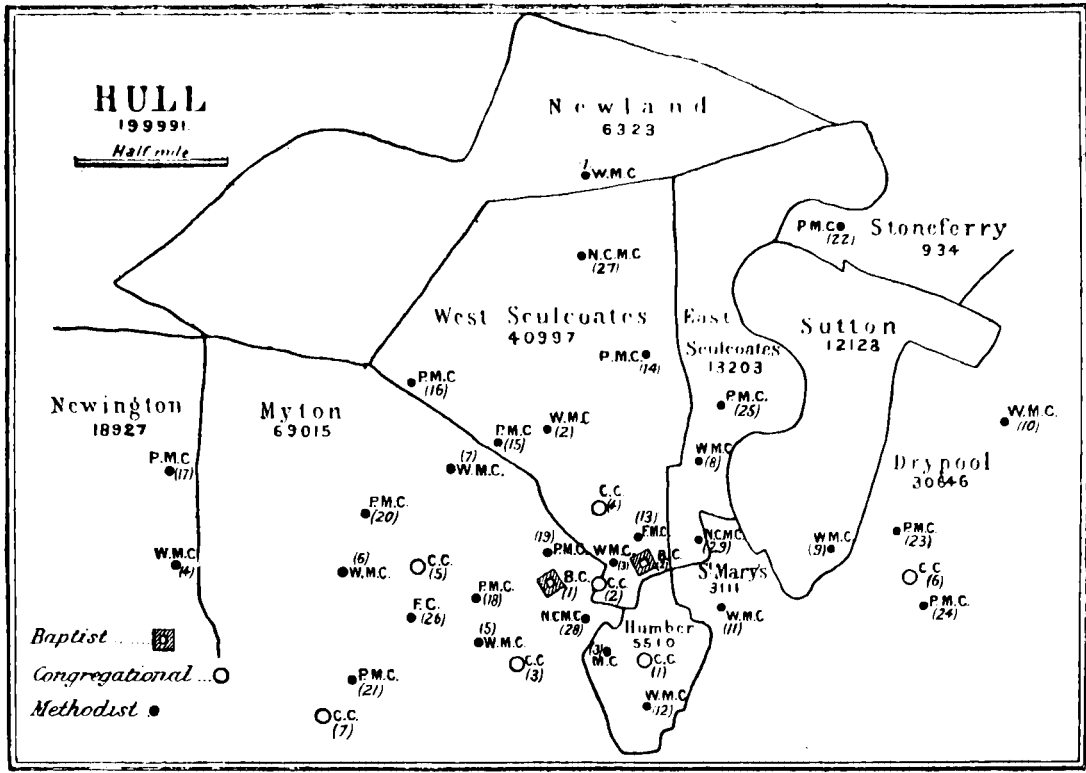 HULL
199991
Half mile
Newland
6323
W.M.C
P.M.C
(22)
Stoneferry
934
N.C.M.C
(27)
West Sculcoates
40997
East
Sculcoates
13203
Sutton
12128
P.M.C.
(14)
P.M.C
(16)
Newington
18927
Myton
69015
P.M.C.
(25)
W.M.C.
(10)
W.M.C
(2)
P.M.C
(15)
P.M.C
(17)
(7)
W.M.C.
W.M.C
(8)
Drypool
30646
C.C
(4)
P.M.C.
(20)
(13)
P.M.C.
(23)
N.C.M.C.
(29)
W.M.C
(9)
(19)
P.M.C.
W.M.C.
(3)
B.C.
W.M.C
(4)
(6)
W.M.C.
C.C.
(5)
B.C.
(1)
C.C.
(2)
St Mary's
3111
C.C
(6)
P.M.C.
(18)
P.M.C.
(24)
F.C.
(26)
N.C.M.C
(28)
W.M.C
(11)
Humber
5510
(5)
W.M.C.
M.C
C.C
(3)
C.C
(1)
P.M.C.
(21)
W.M.C
(12)
C.C.
(7)
Baptist
Congregational
Methodist